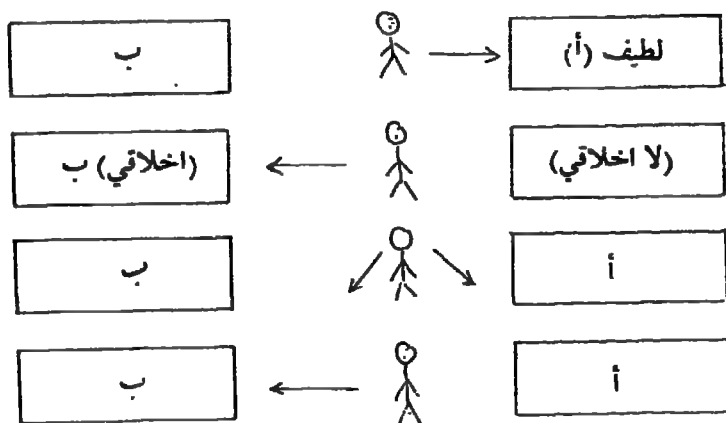 لطيف (أ) ب
(لا اخلاقي) (اخلاقي) ب
أ ب
أ ب